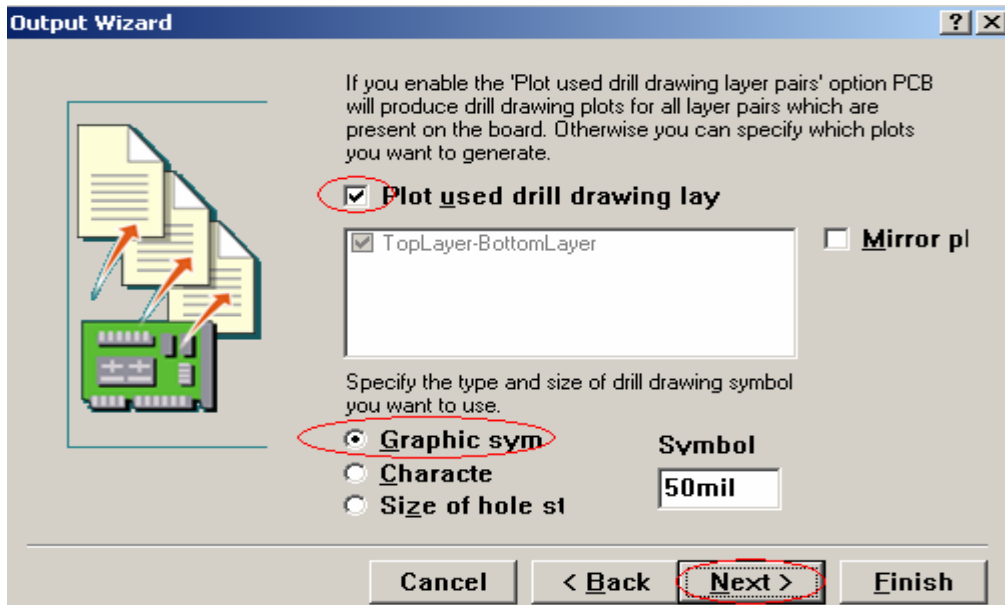 Output Wizard
If you enable the 'Plot used drill drawing layer pairs' option PCB
will produce drill drawing plots for all layer pairs which are
present on the board. Otherwise you can specify which plots
you want to generate.
Plot used drill drawing lay
TopLayer-BottomLayer
Mirror pl
Specify the type and size of drill drawing symbol
you want to use.
Graphic sym
Symbol
Characte
50mil
Size of hole st
Cancel
< Back
Next >
Finish